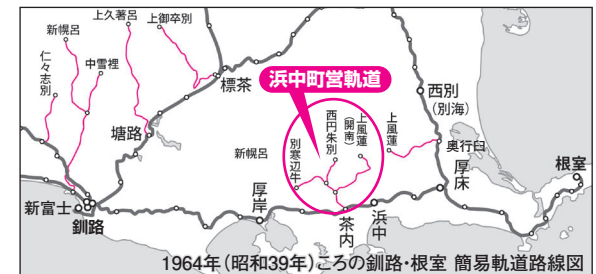 上久著呂
上御卒別
新幌呂
中雪裡
仁々志別
標茶
浜中町営軌道
西別
(別海)
塘路
新幌呂
別寒辺牛
西円朱別
上風蓮
(開南)
上風蓮
奥行臼
厚床
根室
新富士
釧路
厚岸
茶内
浜中
1964年(昭和39年)ごろの釧路・根室 簡易軌道路線図